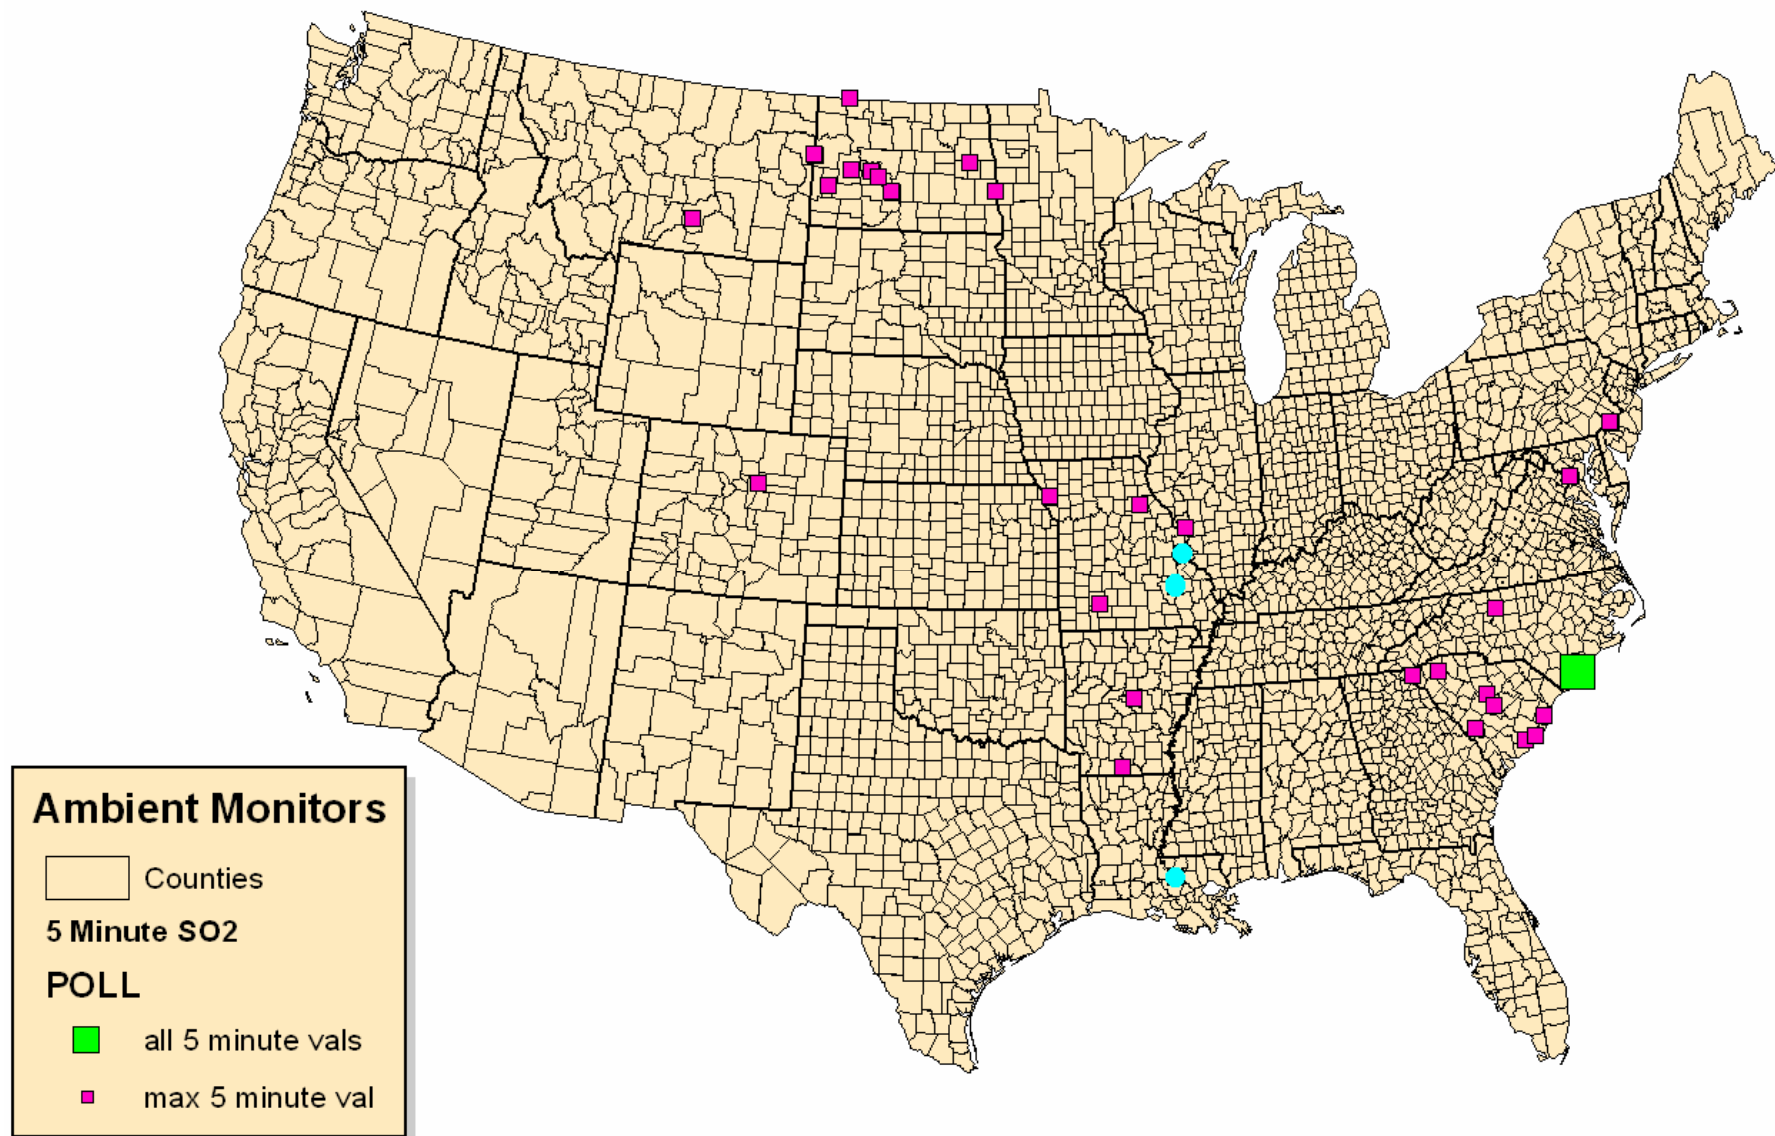 Ambient Monitors
Counties
5 Minute SO2
POLL
all 5 minute vals
max 5 minute val